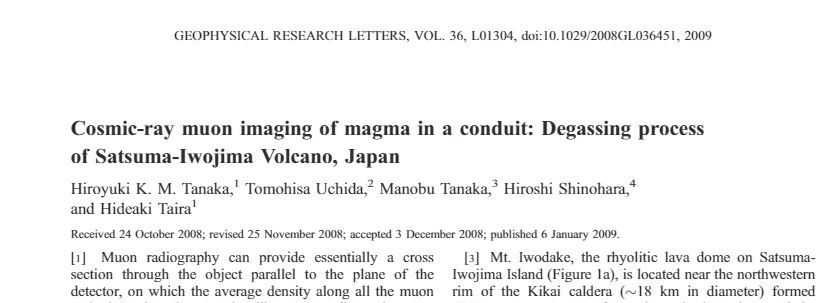 GEOPHYSICAL RESEARCH LETTERS, VOL. 36, L01304, doi:10.1029/2008GL036451, 2009
Cosmic-ray muon imaging of magma in a conduit: Degassing process
of Satsuma-Iwojima Volcano, Japan
Hiroyuki K. M. Tanaka,1 Tomohisa Uchida,2 Manobu Tanaka,3 Hiroshi Shinohara,4
and Hideaki Taira1
Received 24 October 2008; revised 25 November 2008; accepted 3 December 2008; published 6 January 2009.
[1] Muon radiography can provide essentially a cross
section through the object parallel to the plane of the
detector, on which the average density along all the muon
[3] Mt. Iwodake, the rhyolitic lava dome on Satsuma-
Iwojima Island (Figure 1a), is located near the northwestern
rim of the Kikai caldera (~18 km in diameter) formed